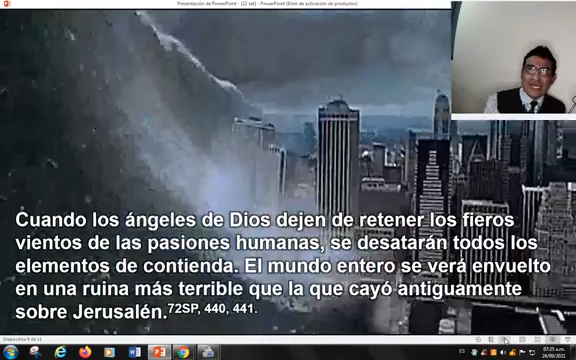 Presentación de PowerPoint - [22 set] - PowerPoint (Error de activación de productos)
Cuando los ángeles de Dios dejen de retener los fieros
vientos de las pasiones humanas, se desatarán todos los
elementos de contienda. El mundo entero se verá envuelto
en una ruina más terrible que la que cayó antiguamente
sobre Jerusalén.72SP, 440, 441.
Diapositiva 8 de 11
07:25 a.m.
24/09/2021